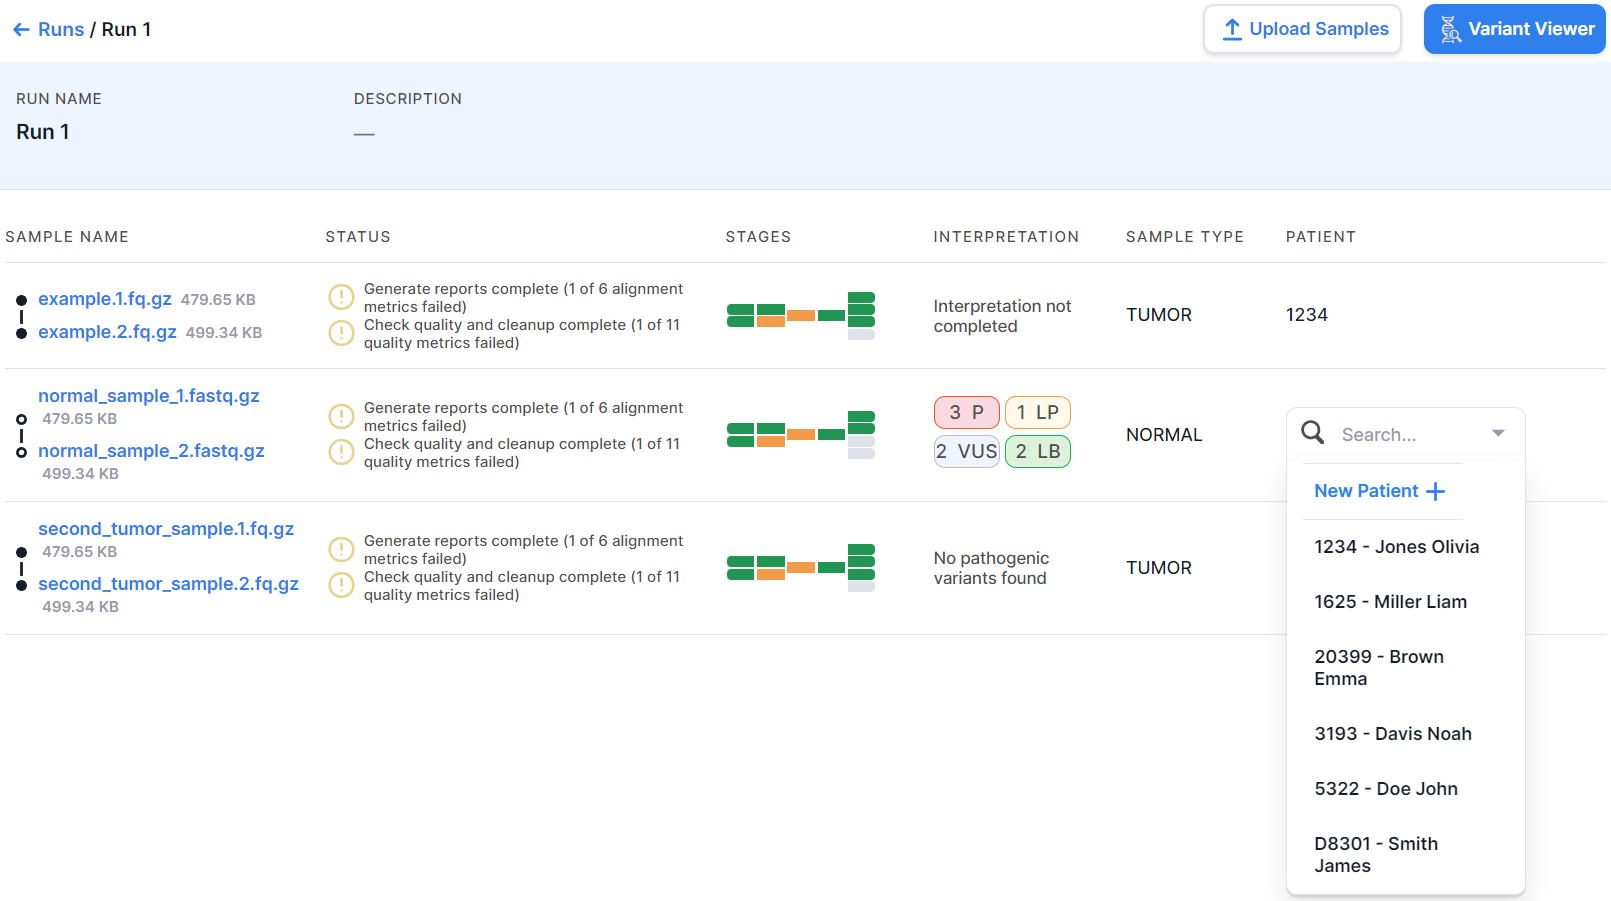 Runs / Run 1
Upload Samples
Variant Viewer
RUN NAME
DESCRIPTION
Run 1
—
SAMPLE NAME
STATUS
STAGES
INTERPRETATION
SAMPLE TYPE
PATIENT
example.1.fq.gz 479.65 KB
example.2.fq.gz 499.34 KB
Generate reports complete (1 of 6 alignment
metrics failed)
Check quality and cleanup complete (1 of 11
quality metrics failed)
Interpretation not
completed
TUMOR
1234
normal_sample_1.fastq.gz
479.65 KB
normal_sample_2.fastq.gz
499.34 KB
Generate reports complete (1 of 6 alignment
metrics failed)
Check quality and cleanup complete (1 of 11
quality metrics failed)
3 P
1 LP
2 VUS
2 LB
NORMAL
Search...
New Patient
1234 - Jones Olivia
1625 - Miller Liam
20399 - Brown
Emma
3193 - Davis Noah
5322 - Doe John
D8301 - Smith
James
second_tumor_sample.1.fq.gz
479.65 KB
second_tumor_sample.2.fq.gz
499.34 KB
Generate reports complete (1 of 6 alignment
metrics failed)
Check quality and cleanup complete (1 of 11
quality metrics failed)
No pathogenic
variants found
TUMOR